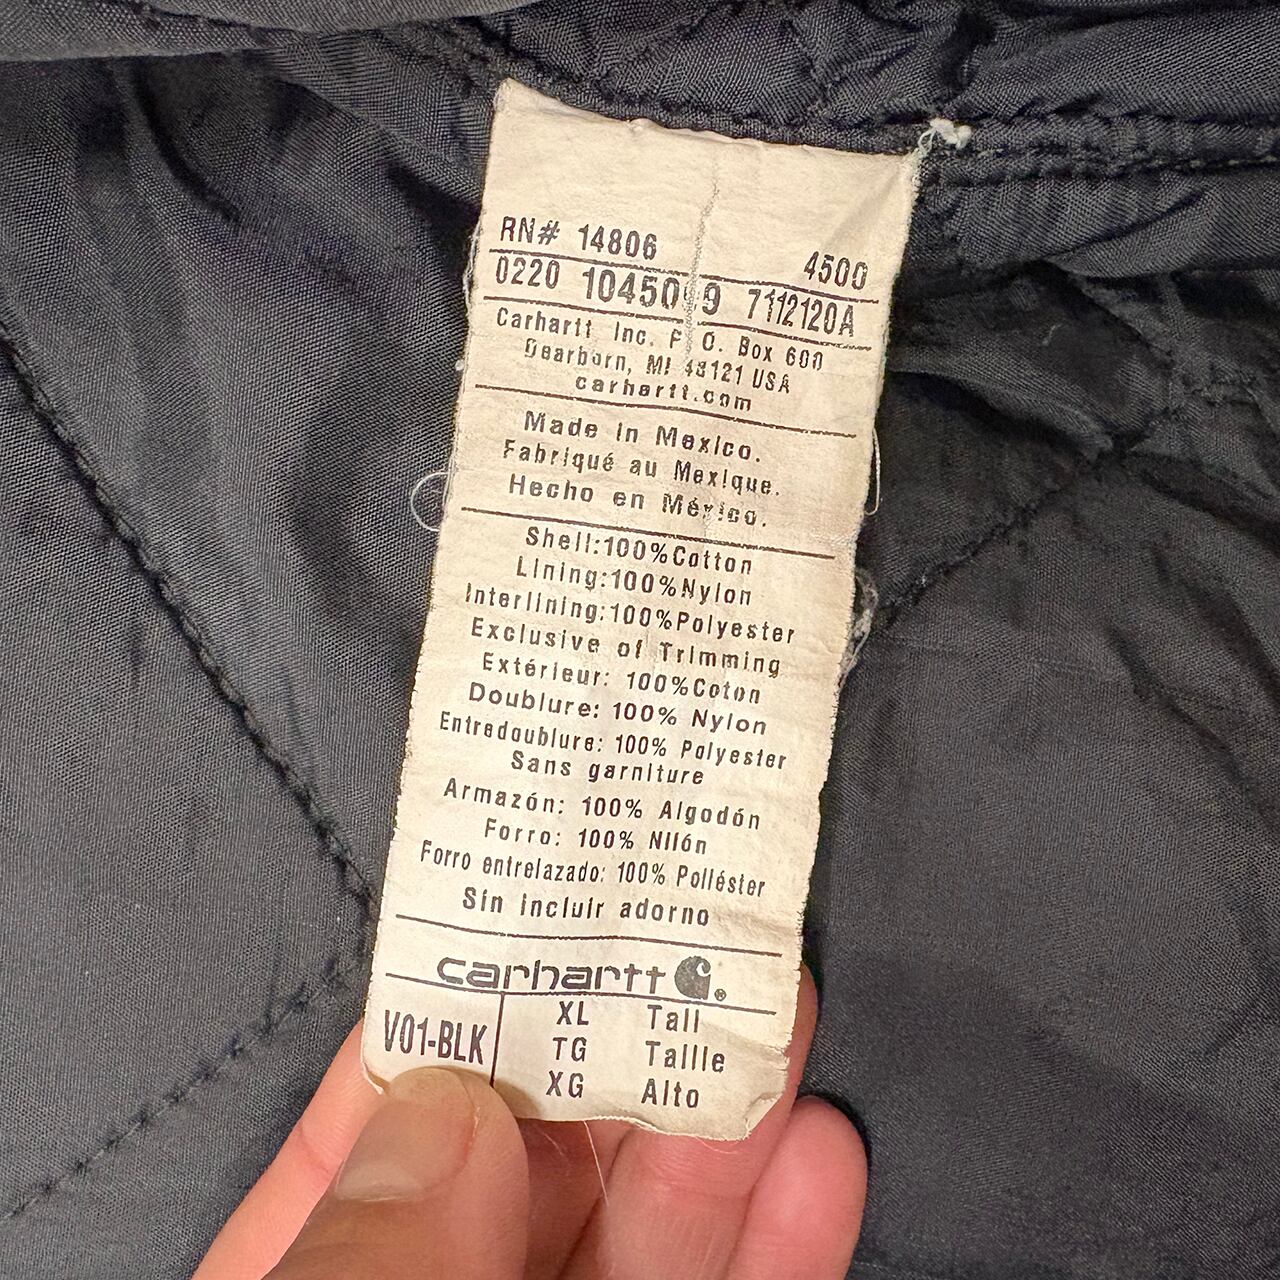 RN# 14806 4500
0220 7112120A
Carhartt Inc. P.O. Box 600
Dearborn, MI 48121 USA
carhartt.com
Made in Mexico.
Fabriqué au Mexique.
Hecho en México.
Shell:100%Cotton
Lining:100%Nylon
Interlining:100%Polyester
Exclusive of Trimming
Extérieur: 100%Coton
Doublure: 100% Nylon
Entredoublure: 100% Polyester
Sans garniture
Armazón: 100% Algodón
Forro: 100% Nilón
Forro entrelazado: 100% Poliéster
Sin incluir adorno
carhartt ®
V01-BLK XL Tall
TG Taille
XG Alto